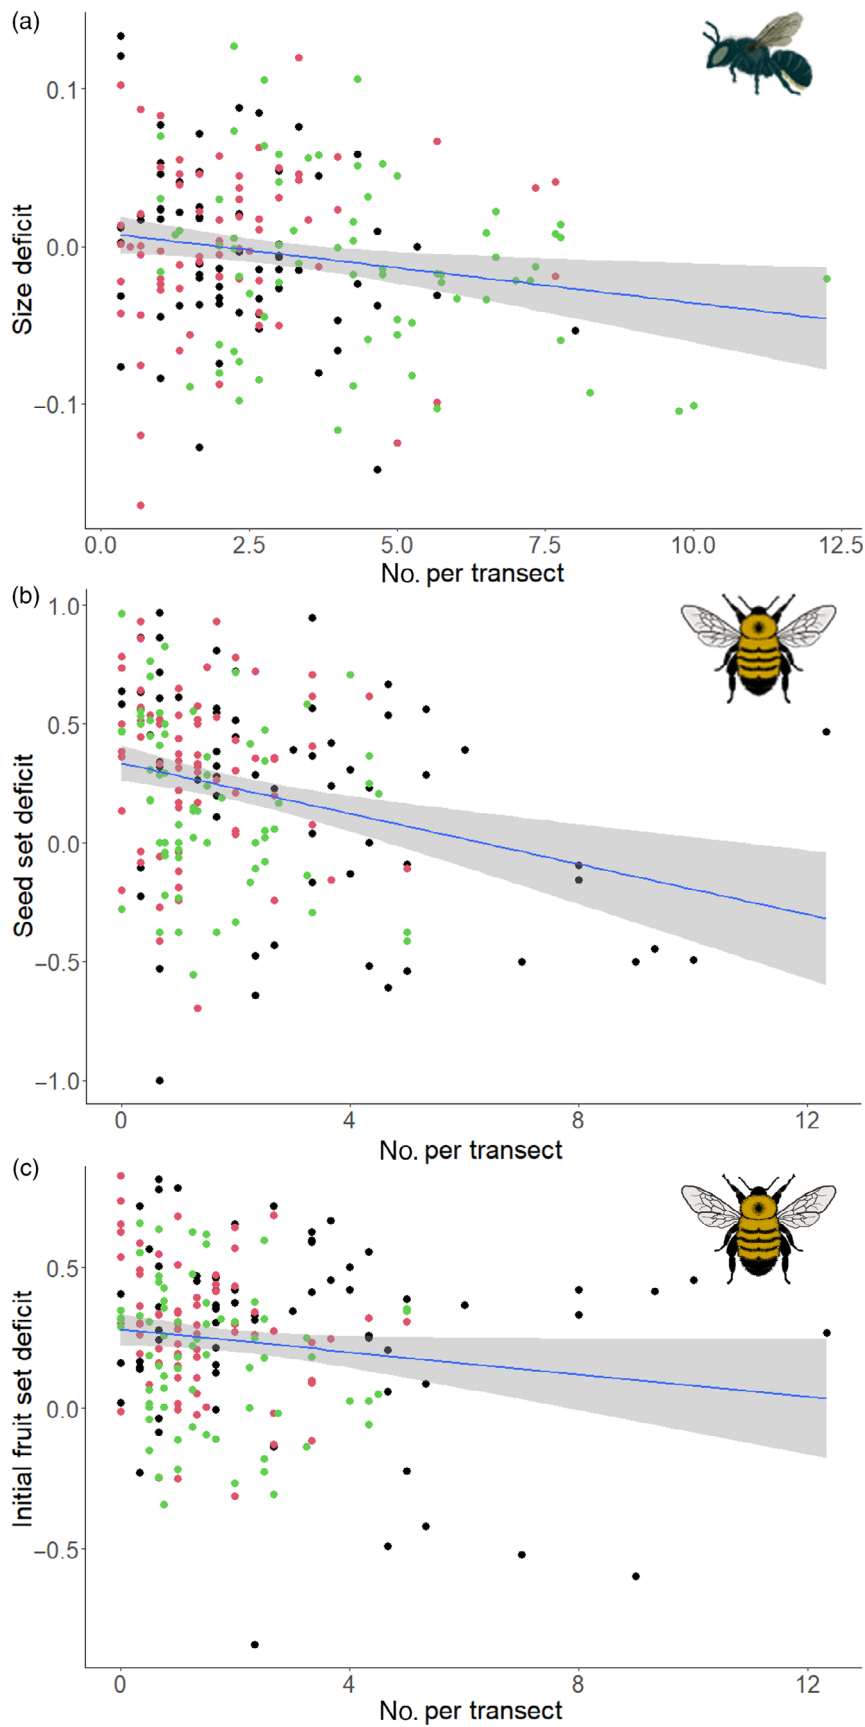 (a)
Size deficit
0.1
0.0
−0.1
0.0 2.5 5.0 7.5 10.0 12.5
No. per transect
(b)
Seed set deficit
1.0
0.5
0.0
−0.5
−1.0
0 4 8 12
No. per transect
(c)
Initial fruit set deficit
0.5
0.0
−0.5
0 4 8 12
No. per transect